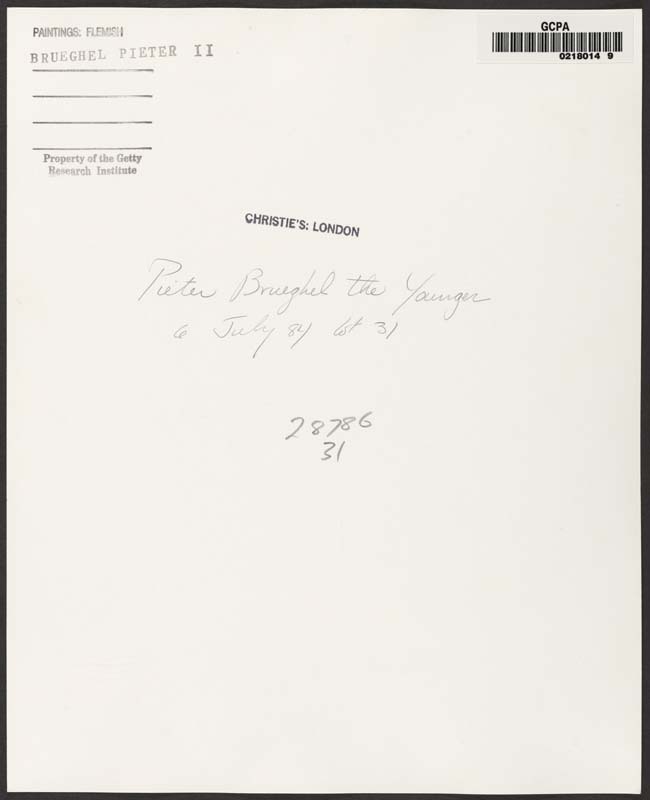 PAINTINGS: FLEMISH
BRUEGHEL PIETER II
GCPA
0218014 9
Property of the Getty
Research Institute
CHRISTIE'S: LONDON
Pieter Brueghel the Younger
6 July 84 lot 31
28786
31